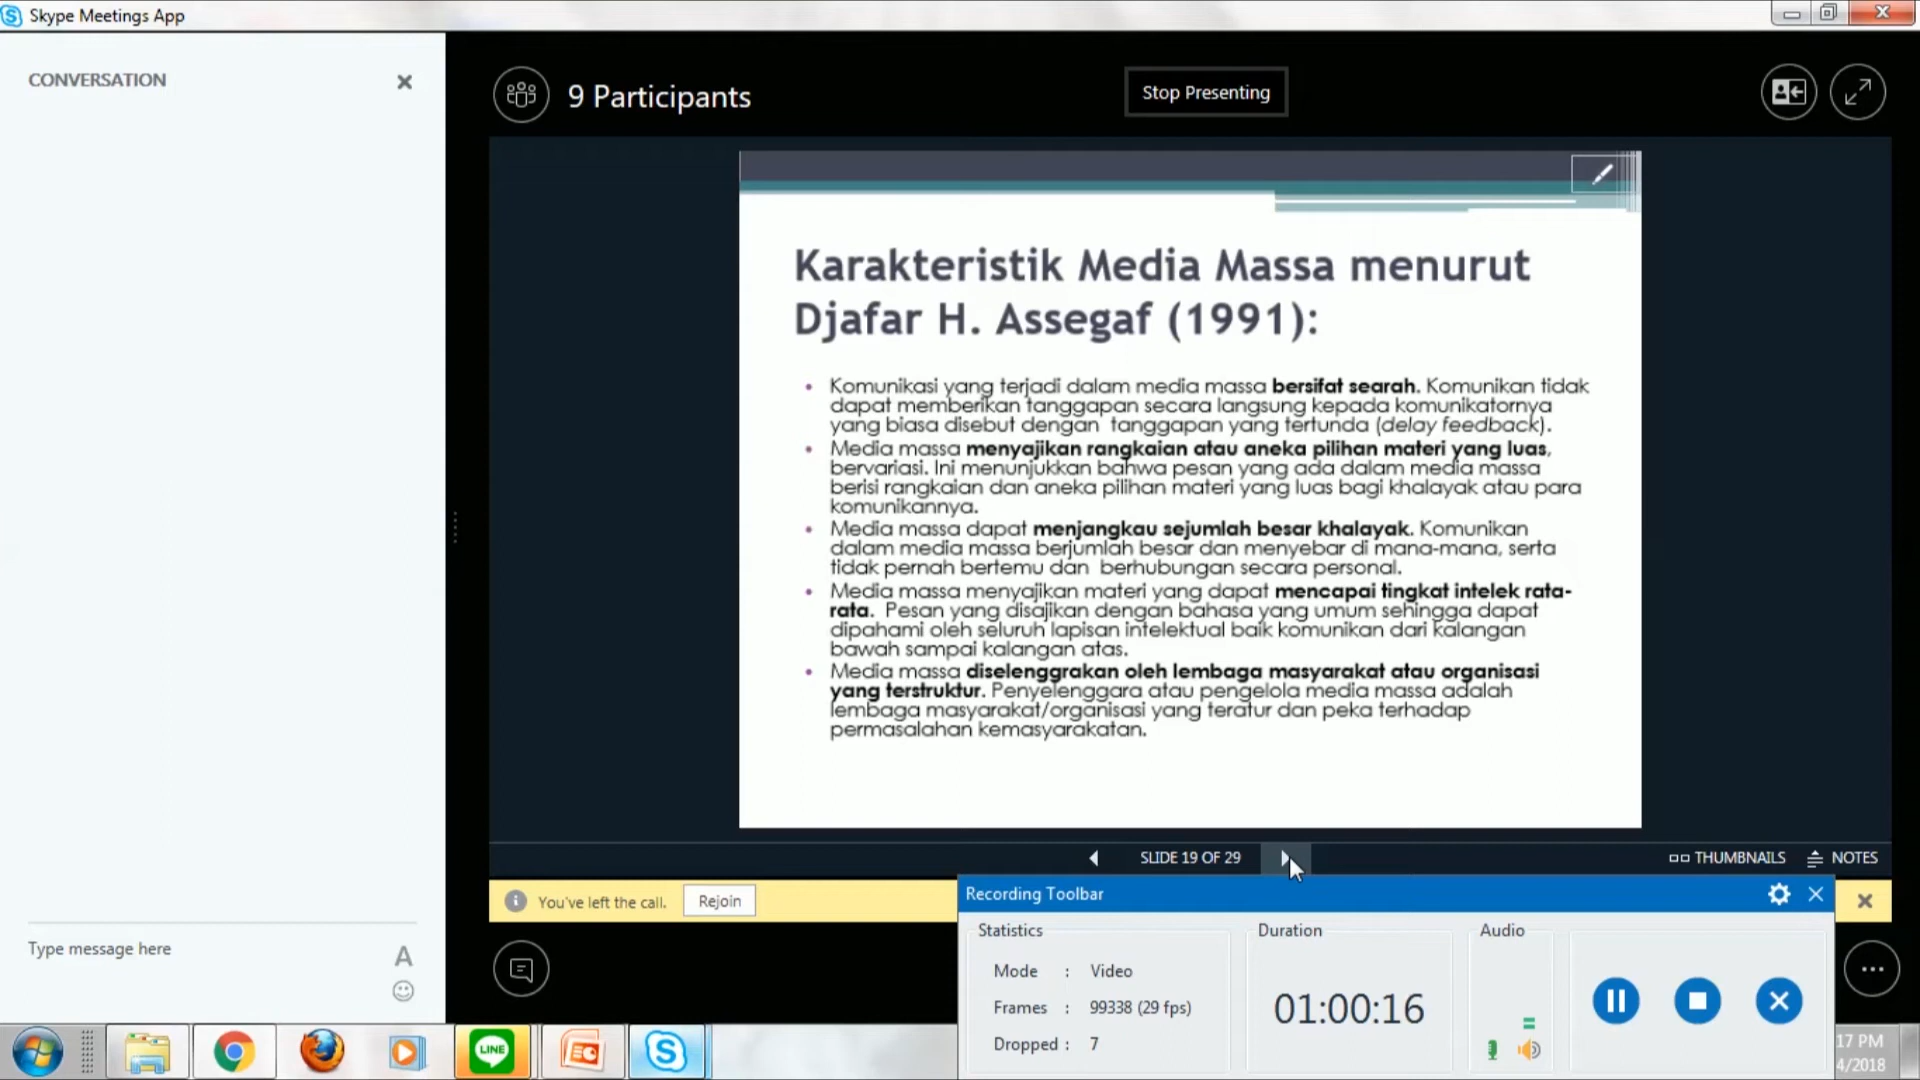 Skype Meetings App
CONVERSATION
9 Participants
Stop Presenting
Karakteristik Media Massa menurut
Djafar H. Assegaf (1991):
• Komunikasi yang terjadi dalam media massa bersifat searah. Komunikan tidak
dapat memberikan tanggapan secara langsung kepada komunikatornya
yang biasa disebut dengan tanggapan yang tertunda (delay feedback).
• Media massa menyajikan rangkaian atau aneka pilihan materi yang luas,
bervariasi. Ini menunjukkan bahwa pesan yang ada dalam media massa
berisi rangkaian dan aneka pilihan materi yang luas bagi khalayak atau para
komunikannya.
• Media massa dapat menjangkau sejumlah besar khalayak. Komunikan
dalam media massa berjumlah besar dan menyebar di mana-mana, serta
tidak pernah bertemu dan berhubungan secara personal.
• Media massa menyajikan materi yang dapat mencapai tingkat intelek rata-
rata. Pesan yang disajikan dengan bahasa yang umum sehingga dapat
dipahami oleh seluruh lapisan intelektual baik komunikan dari kalangan
bawah sampai kalangan atas.
• Media massa diselenggrakan oleh lembaga masyarakat atau organisasi
yang terstruktur. Penyelenggara atau pengelola media massa adalah
lembaga masyarakat/organisasi yang teratur dan peka terhadap
permasalahan kemasyarakatan.
SLIDE 19 OF 29
THUMBNAILS
NOTES
You've left the call.
Rejoin
Recording Toolbar
Statistics
Mode : Video
Frames : 99338 (29 fps)
Dropped : 7
Duration
01:00:16
Audio
Type message here
A
LINE
17 PM
4/2018